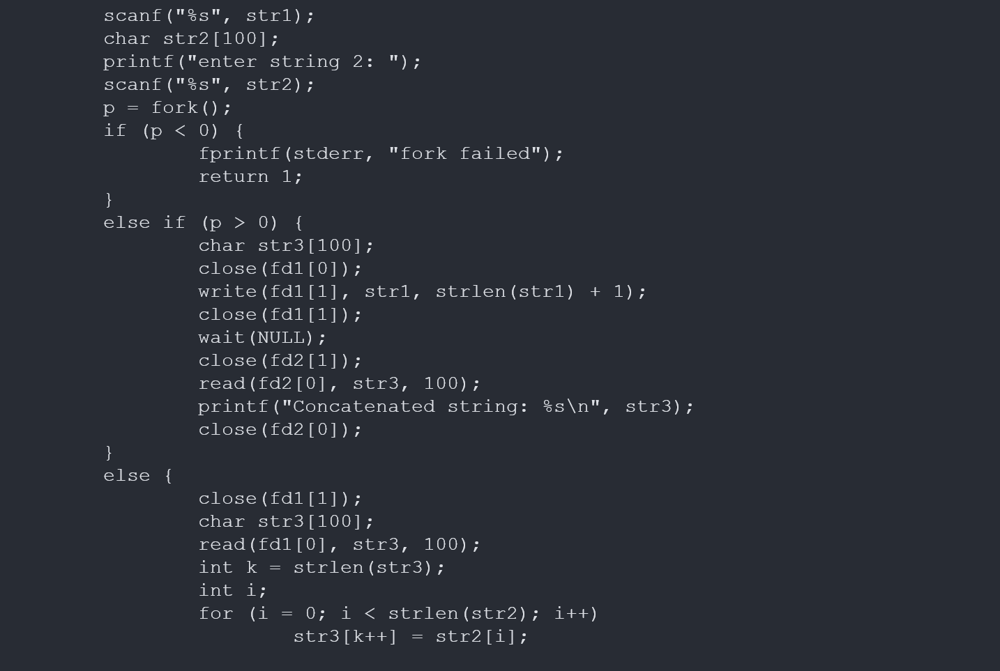 scanf("%s", str1);
char str2[100];
printf("enter string 2: ");
scanf("%s", str2);
p = fork();
if (p < 0) {
fprintf(stderr, "fork failed");
return 1;
}
else if (p > 0) {
char str3[100];
close(fd1[0]);
write(fd1[1], str1, strlen(str1) + 1);
close(fd1[1]);
wait(NULL);
close(fd2[1]);
read(fd2[0], str3, 100);
printf("Concatenated string: %s\n", str3);
close(fd2[0]);
}
else {
close(fd1[1]);
char str3[100];
read(fd1[0], str3, 100);
int k = strlen(str3);
int i;
for (i = 0; i < strlen(str2); i++)
str3[k++] = str2[i];